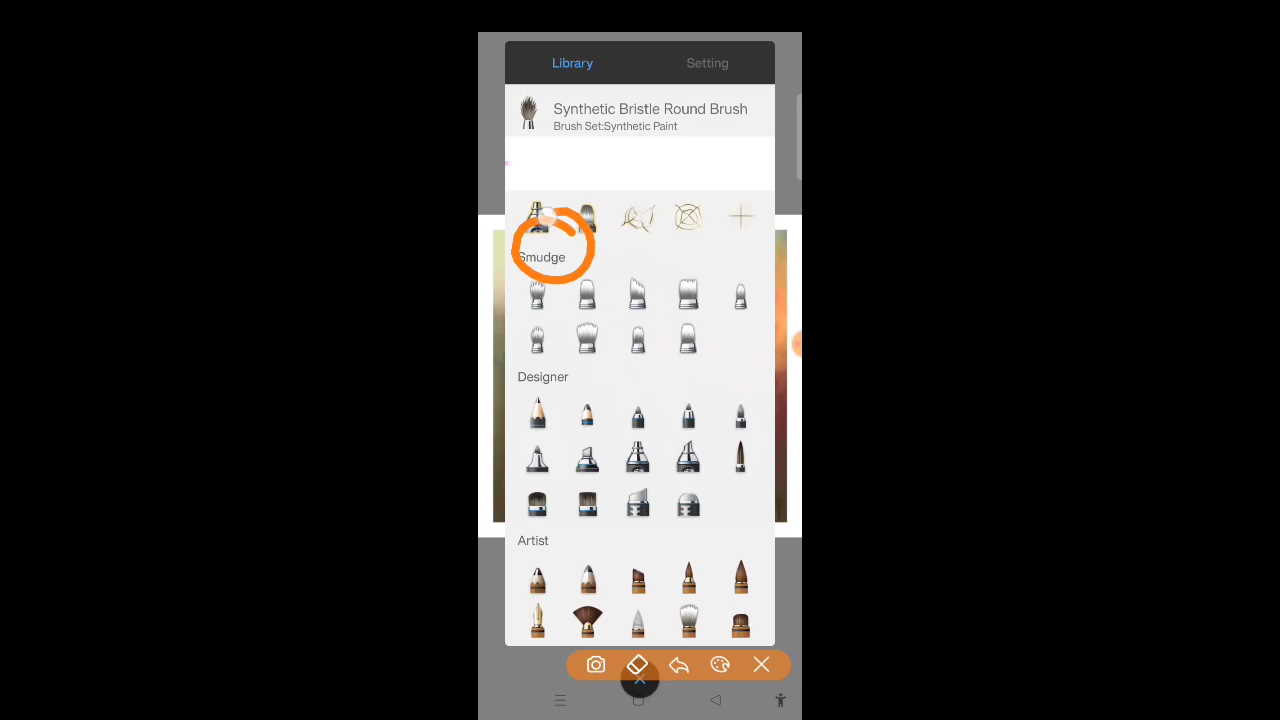 Library
Setting
Synthetic Bristle Round Brush
Brush Set:Synthetic Paint
Smudge
Designer
Artist